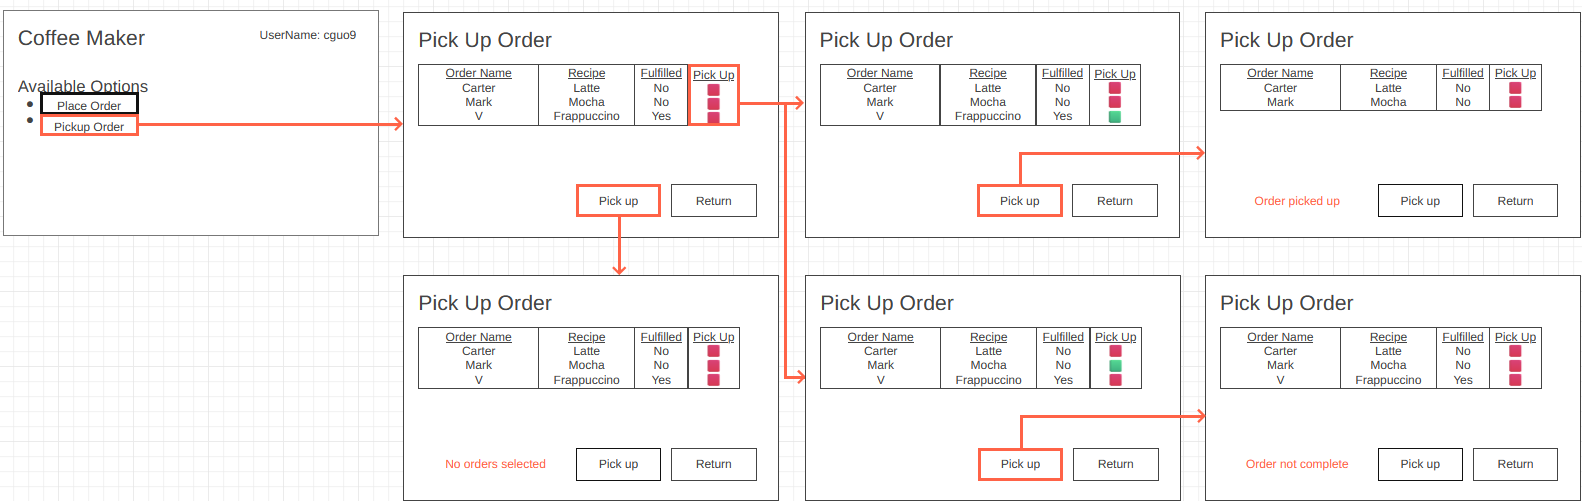 Coffee Maker
UserName: cguo9
Available Options
Place Order
Pickup Order
Pick Up Order
Order Name Recipe Fulfilled Pick Up
Carter Latte No
Mark Mocha No
V Frappuccino Yes
Pick up Return
Pick Up Order
Order Name Recipe Fulfilled Pick Up
Carter Latte No
Mark Mocha No
V Frappuccino Yes
Pick up Return
Pick Up Order
Order Name Recipe Fulfilled Pick Up
Carter Latte No
Mark Mocha No
Order picked up Pick up Return
Pick Up Order
Order Name Recipe Fulfilled Pick Up
Carter Latte No
Mark Mocha No
V Frappuccino Yes
No orders selected Pick up Return
Pick Up Order
Order Name Recipe Fulfilled Pick Up
Carter Latte No
Mark Mocha No
V Frappuccino Yes
Pick up Return
Pick Up Order
Order Name Recipe Fulfilled Pick Up
Carter Latte No
Mark Mocha No
V Frappuccino Yes
Order not complete Pick up Return